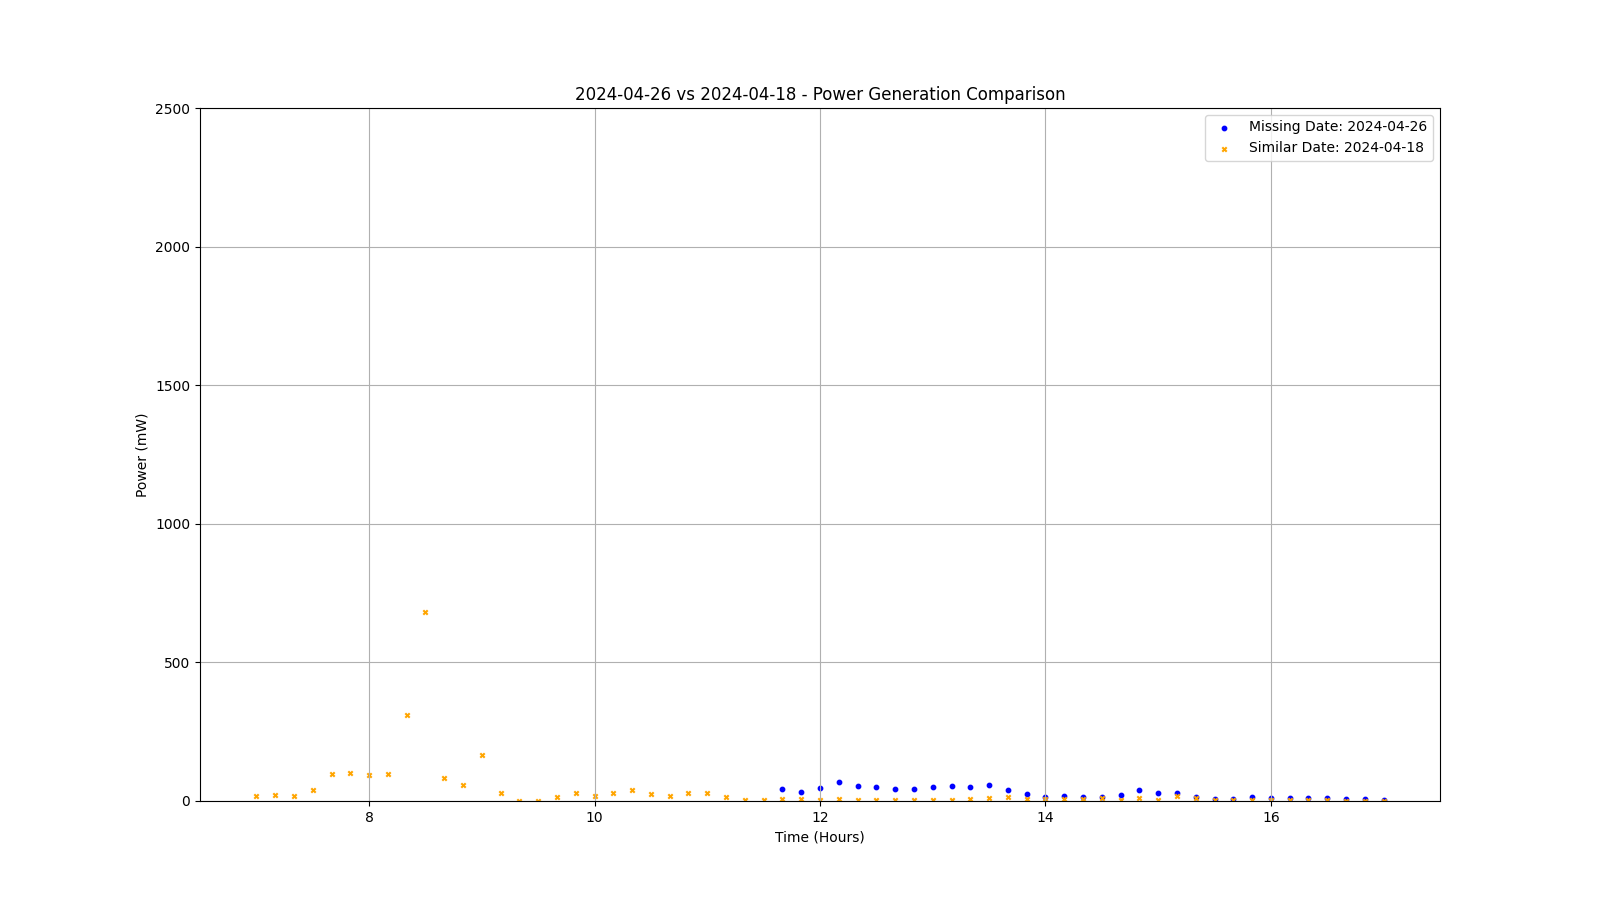 2024-04-26 vs 2024-04-18 - Power Generation Comparison
Missing Date: 2024-04-26
Similar Date: 2024-04-18
2500
2000
1500
1000
500
0
Power (mW)
8
10
12
14
16
Time (Hours)